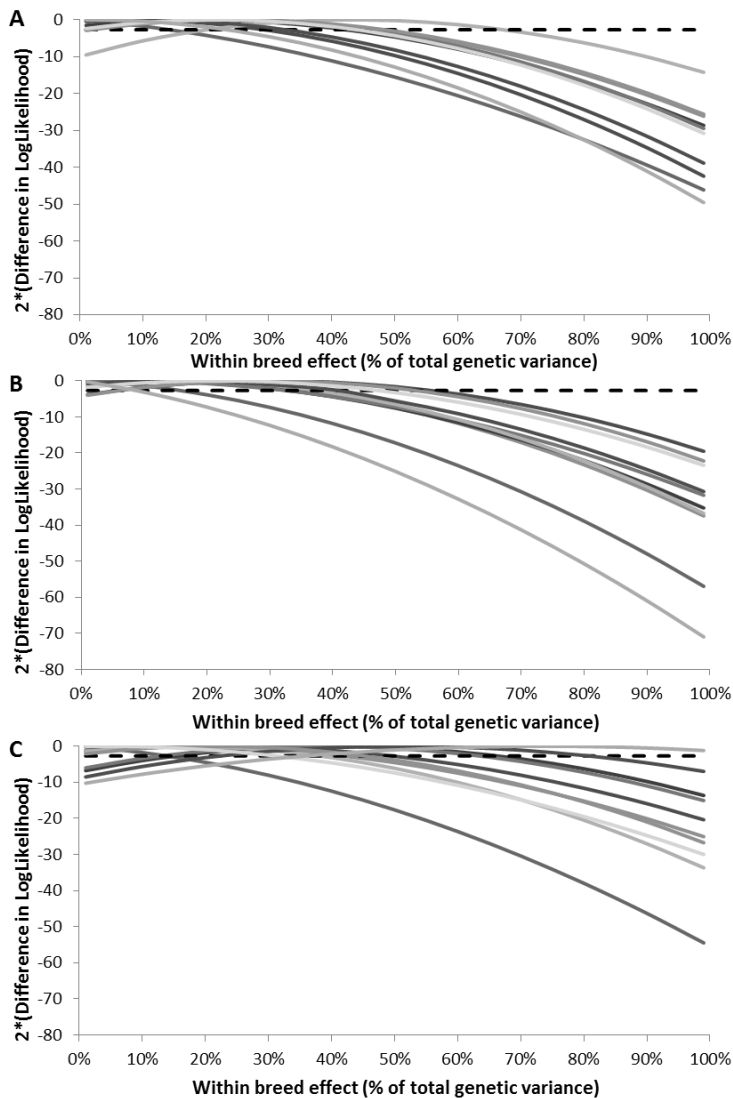 A
2*(Difference in LogLikelihood)
0
-10
-20
-30
-40
-50
-60
-70
-80
0% 10% 20% 30% 40% 50% 60% 70% 80% 90% 100%
Within breed effect (% of total genetic variance)
B
2*(Difference in LogLikelihood)
0
-10
-20
-30
-40
-50
-60
-70
-80
0% 10% 20% 30% 40% 50% 60% 70% 80% 90% 100%
Within breed effect (% of total genetic variance)
C
2*(Difference in LogLikelihood)
0
-10
-20
-30
-40
-50
-60
-70
-80
0% 10% 20% 30% 40% 50% 60% 70% 80% 90% 100%
Within breed effect (% of total genetic variance)